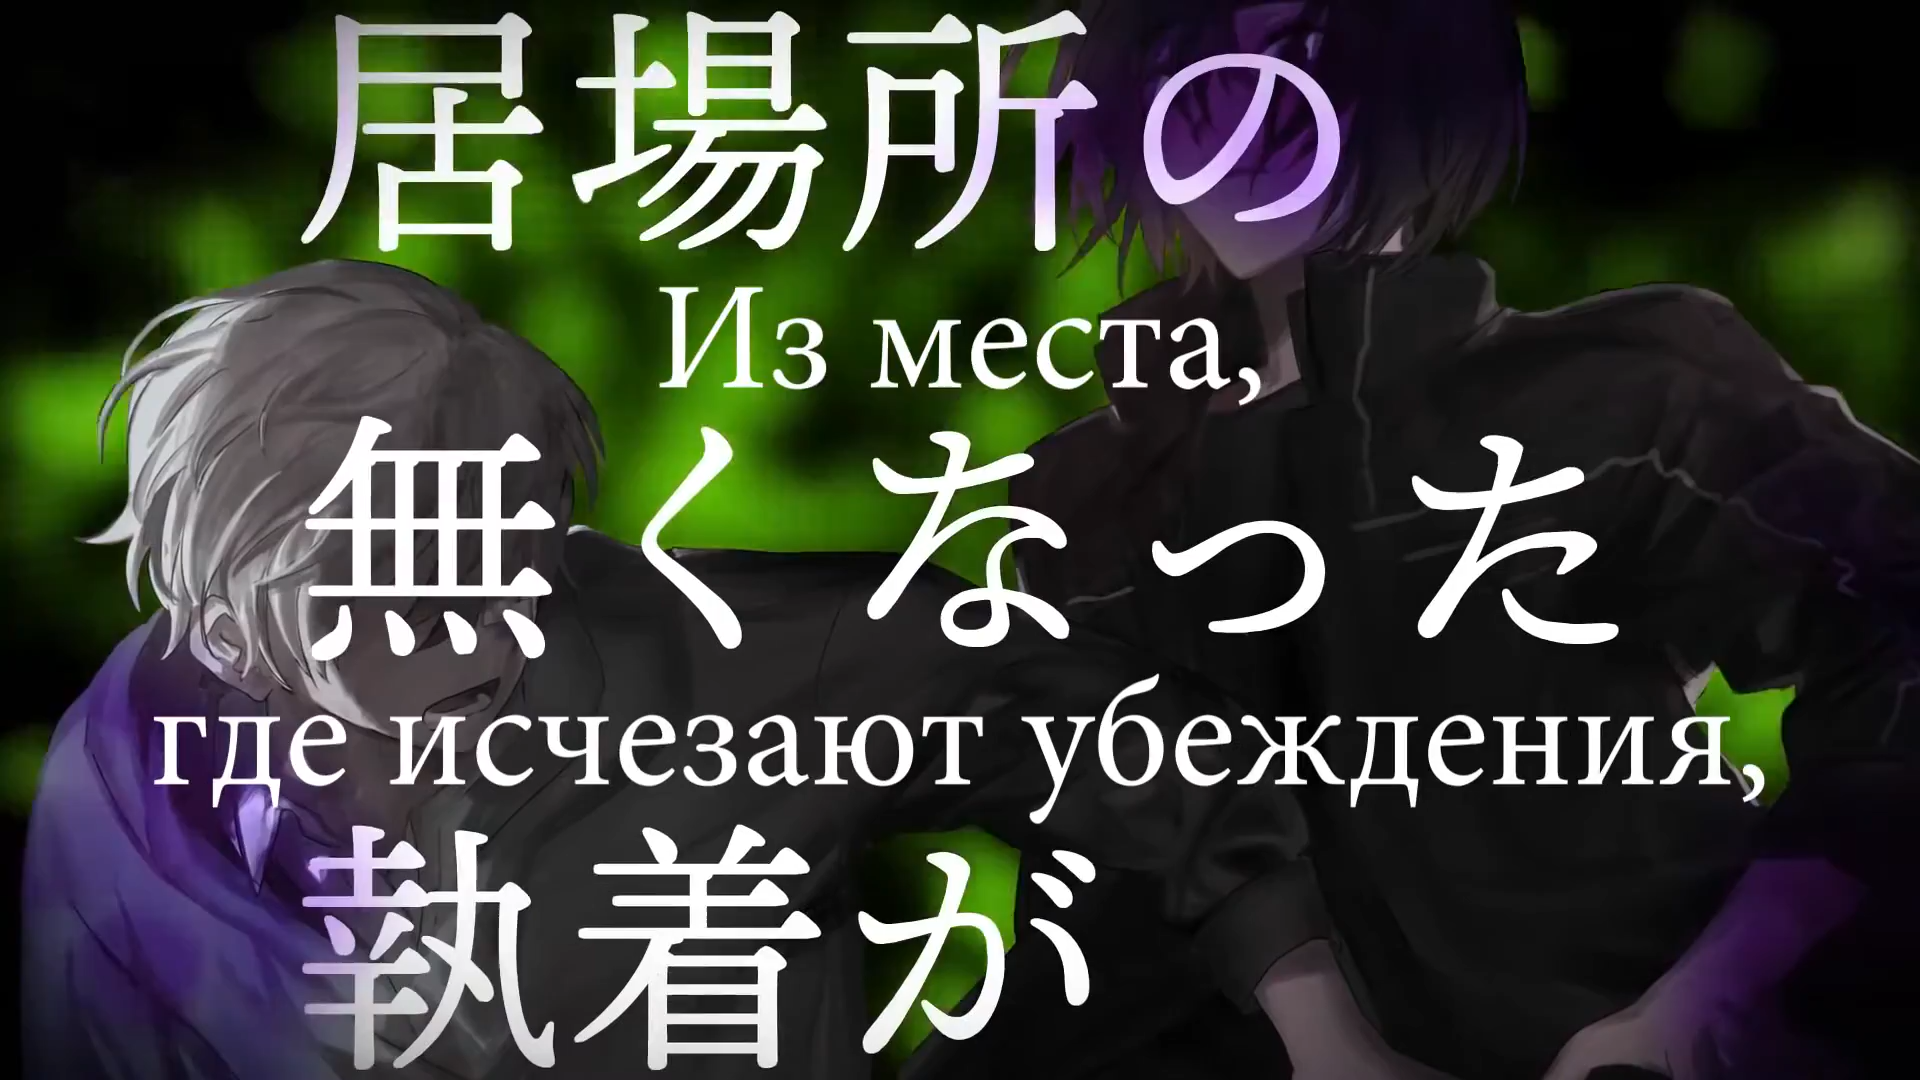 居場所の
Из места,
無くなった
где исчезают убеждения,
執着が